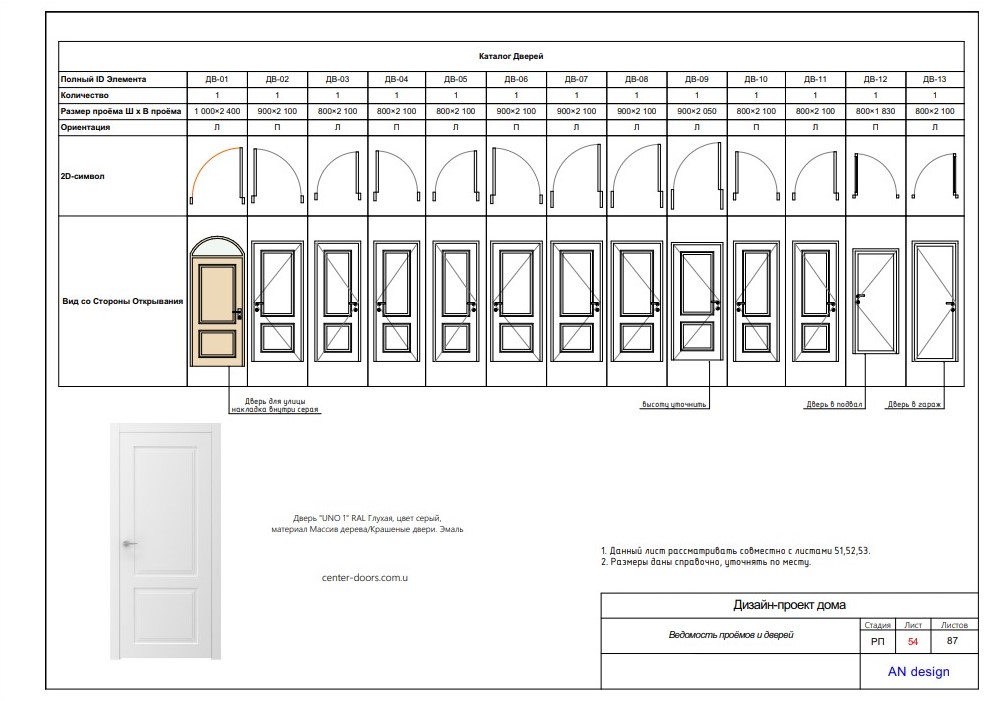 Каталог Дверей
Полный ID Элемента ДВ-01 ДВ-02 ДВ-03 ДВ-04 ДВ-05 ДВ-06 ДВ-07 ДВ-08 ДВ-09 ДВ-10 ДВ-11 ДВ-12 ДВ-13
Количество 1 1 1 1 1 1 1 1 1 1 1 1 1
Размер проёма Ш х В проёма 1 000×2 400 900×2 100 800×2 100 800×2 100 800×2 100 900×2 100 900×2 100 900×2 100 900×2 050 800×2 100 800×2 100 800×1 830 800×2 100
Ориентация Л П Л П Л П Л Л Л П Л П Л
2D-символ
Вид со Стороны Открывания
Дверь для улицы
накладка внутри серая
высоту уточнить
Дверь в подвал
Дверь в гараж
Дверь "UNO 1" RAL Глухая, цвет серый,
материал Массив дерева/Крашеные двери. Эмаль
center-doors.com.u
1. Данный лист рассматривать совместно с листами 51,52,53.
2. Размеры даны справочно, уточнять по месту.
Дизайн-проект дома
Ведомость проёмов и дверей
Стадия Лист Листов
РП 54 87
AN design